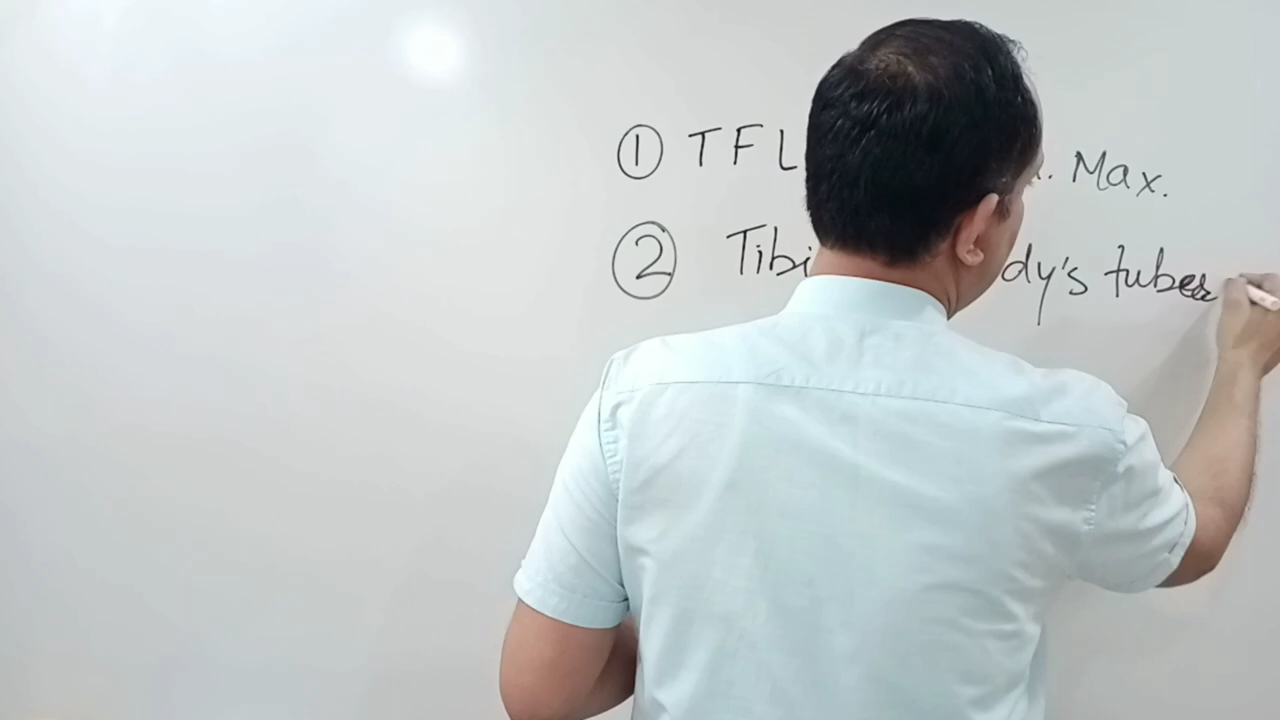 ① TFL Max.
② Tibi dy's tuber